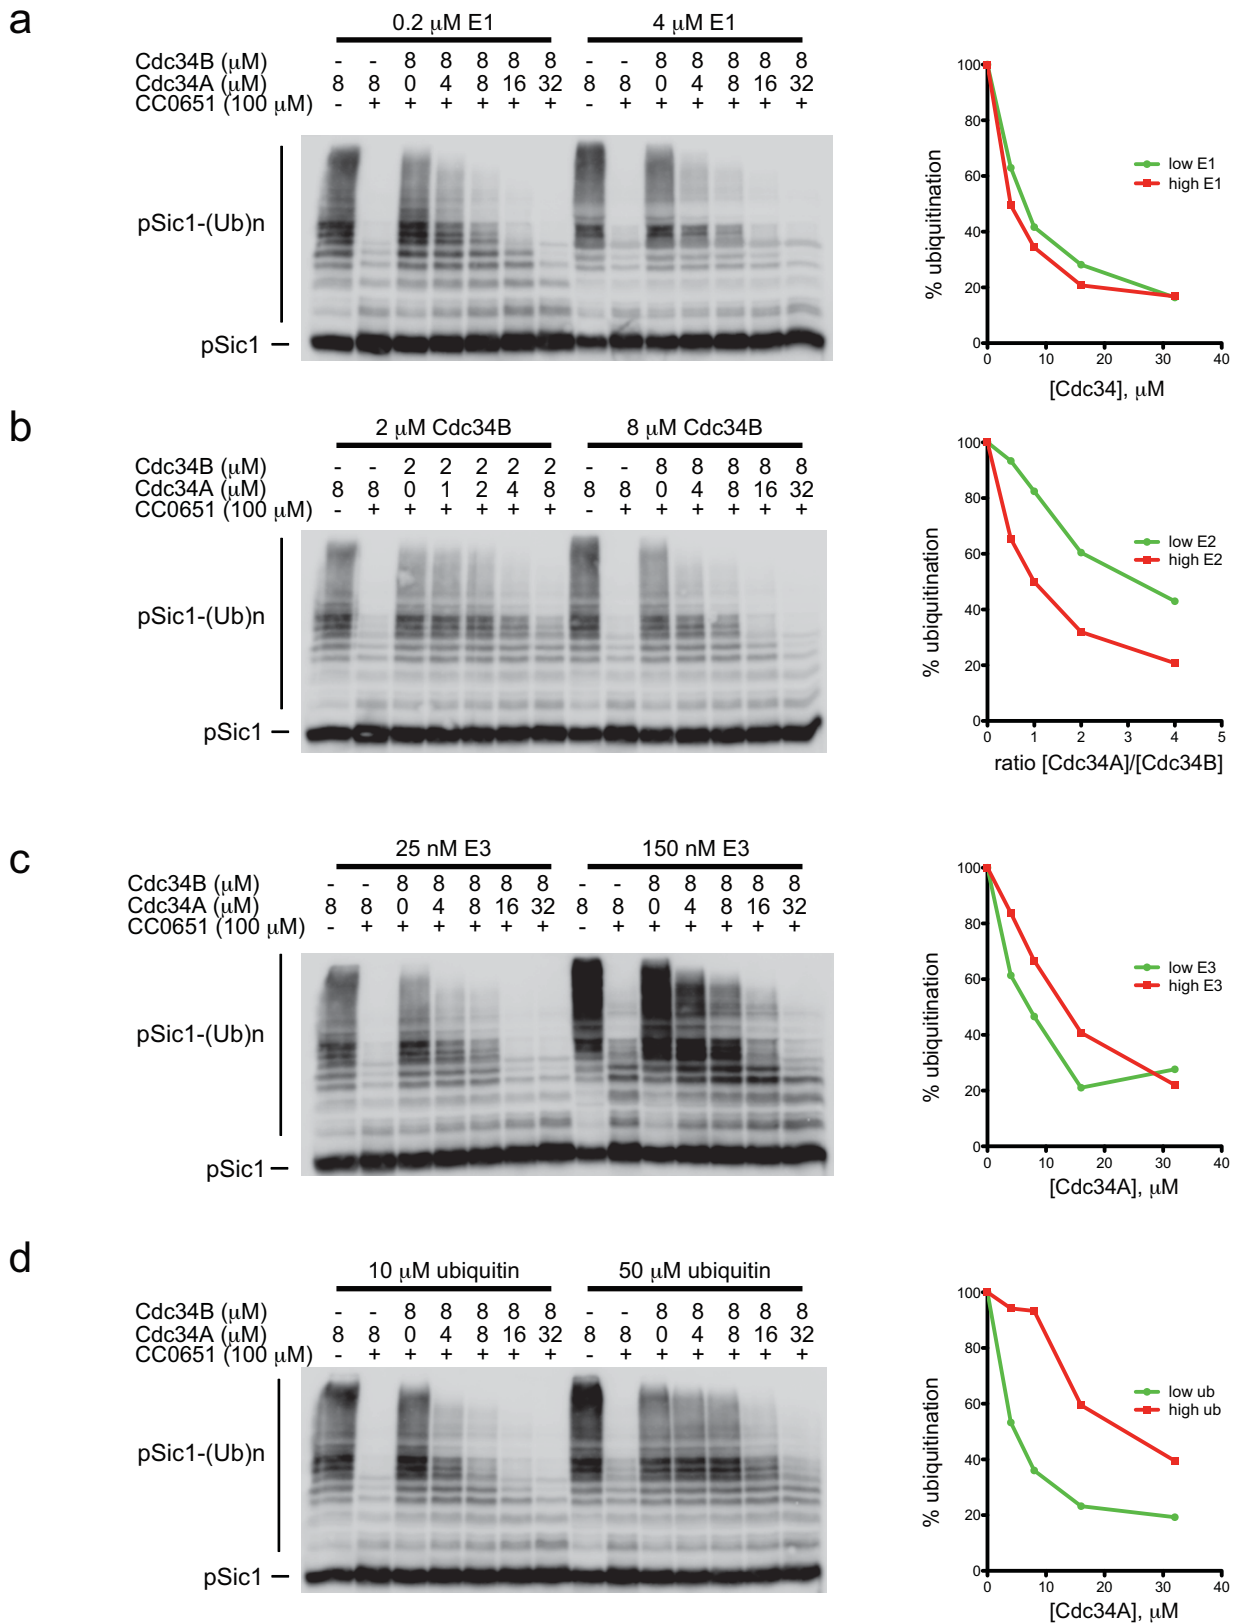 a
0.2 μM E1 4 μM E1
Cdc34B (μM) - - 8 8 8 8 8 - - 8 8 8 8 8
Cdc34A (μM) 8 8 0 4 8 16 32 8 8 0 4 8 16 32
CC0651 (100 μM) - + + + + + + - + + + + + +
pSic1-(Ub)n
pSic1
% ubiquitination
100
80
60
40
20
0
0 10 20 30 40
[Cdc34], μM
low E1
high E1
b
2 μM Cdc34B 8 μM Cdc34B
Cdc34B (μM) - - 2 2 2 2 2 - - 8 8 8 8 8
Cdc34A (μM) 8 8 0 1 2 4 8 8 8 0 4 8 16 32
CC0651 (100 μM) - + + + + + + - + + + + + +
pSic1-(Ub)n
pSic1
% ubiquitination
100
80
60
40
20
0
0 1 2 3 4 5
ratio [Cdc34A]/[Cdc34B]
low E2
high E2
c
25 nM E3 150 nM E3
Cdc34B (μM) - - 8 8 8 8 8 - - 8 8 8 8 8
Cdc34A (μM) 8 8 0 4 8 16 32 8 8 0 4 8 16 32
CC0651 (100 μM) - + + + + + + - + + + + + +
pSic1-(Ub)n
pSic1
% ubiquitination
100
80
60
40
20
0
0 10 20 30 40
[Cdc34A], μM
low E3
high E3
d
10 μM ubiquitin 50 μM ubiquitin
Cdc34B (μM) - - 8 8 8 8 8 - - 8 8 8 8 8
Cdc34A (μM) 8 8 0 4 8 16 32 8 8 0 4 8 16 32
CC0651 (100 μM) - + + + + + + - + + + + + +
pSic1-(Ub)n
pSic1
% ubiquitination
100
80
60
40
20
0
0 10 20 30 40
[Cdc34A], μM
low ub
high ub